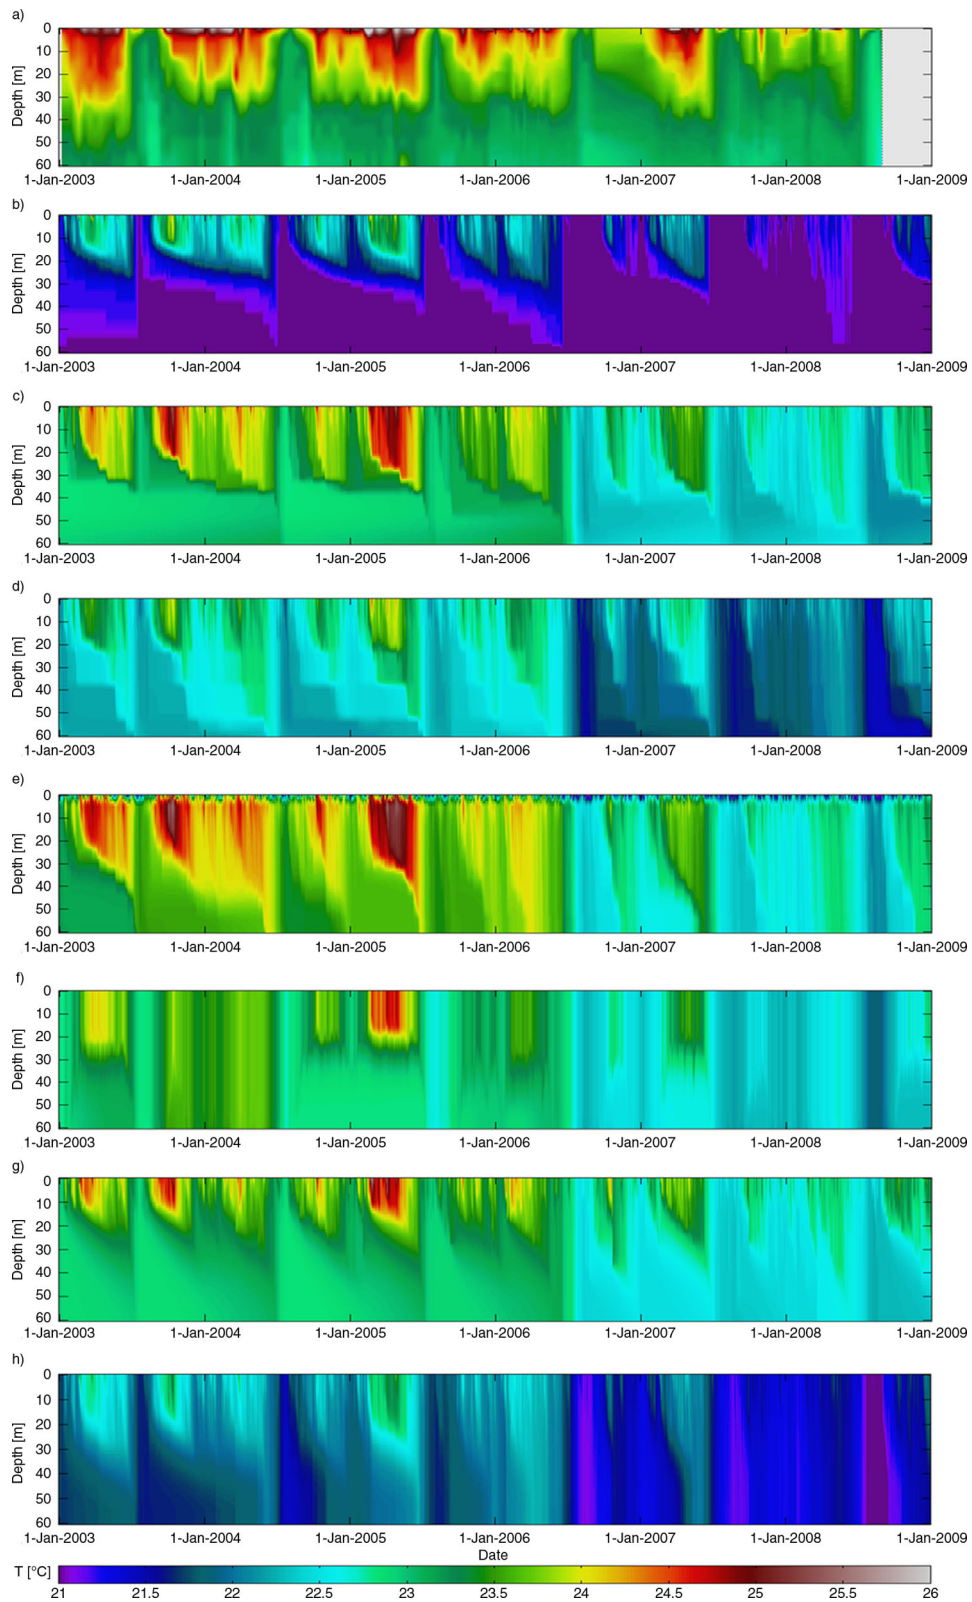 a)
0
10
20
30
40
50
60
Depth [m]
1-Jan-2003 1-Jan-2004 1-Jan-2005 1-Jan-2006 1-Jan-2007 1-Jan-2008 1-Jan-2009
b)
0
10
20
30
40
50
60
Depth [m]
1-Jan-2003 1-Jan-2004 1-Jan-2005 1-Jan-2006 1-Jan-2007 1-Jan-2008 1-Jan-2009
c)
0
10
20
30
40
50
60
Depth [m]
1-Jan-2003 1-Jan-2004 1-Jan-2005 1-Jan-2006 1-Jan-2007 1-Jan-2008 1-Jan-2009
d)
0
10
20
30
40
50
60
Depth [m]
1-Jan-2003 1-Jan-2004 1-Jan-2005 1-Jan-2006 1-Jan-2007 1-Jan-2008 1-Jan-2009
e)
0
10
20
30
40
50
60
Depth [m]
1-Jan-2003 1-Jan-2004 1-Jan-2005 1-Jan-2006 1-Jan-2007 1-Jan-2008 1-Jan-2009
f)
0
10
20
30
40
50
60
Depth [m]
1-Jan-2003 1-Jan-2004 1-Jan-2005 1-Jan-2006 1-Jan-2007 1-Jan-2008 1-Jan-2009
g)
0
10
20
30
40
50
60
Depth [m]
1-Jan-2003 1-Jan-2004 1-Jan-2005 1-Jan-2006 1-Jan-2007 1-Jan-2008 1-Jan-2009
h)
0
10
20
30
40
50
60
Depth [m]
1-Jan-2003 1-Jan-2004 1-Jan-2005 1-Jan-2006 1-Jan-2007 1-Jan-2008 1-Jan-2009
Date
T [°C]
21 21.5 22 22.5 23 23.5 24 24.5 25 25.5 26